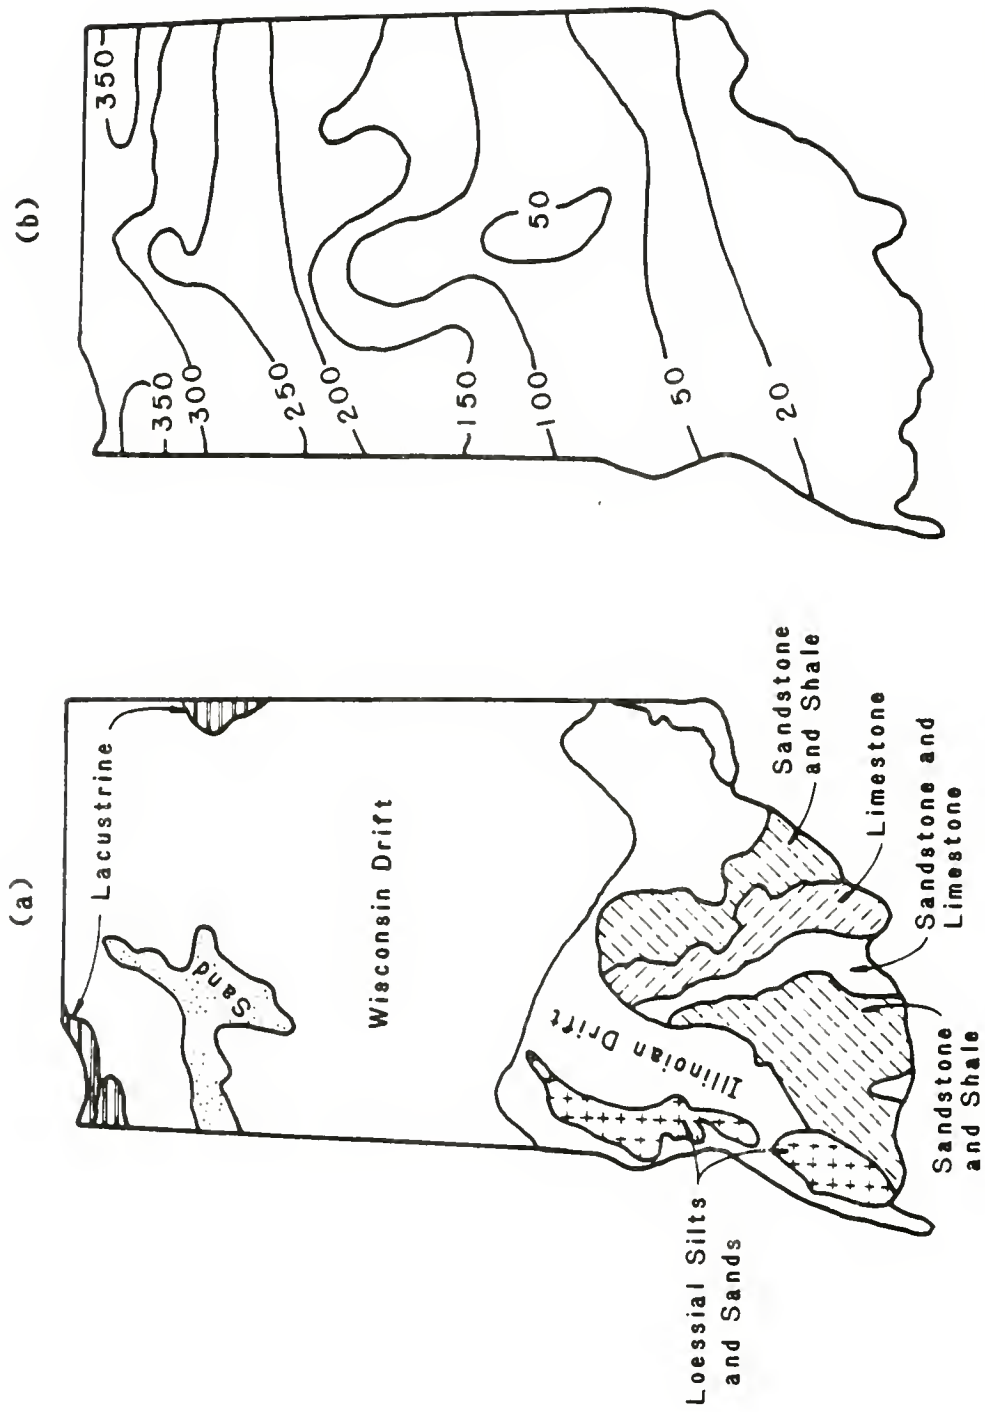 (a)
Lacustrine
Sand
Wisconsin Drift
Illinoian Drift
Loessial Silts
and Sands
Sandstone
and Shale
Limestone
Sandstone and
Limestone
Sandstone
and Shale
(b)
350
350
300
250
200
150
100
50
50
20